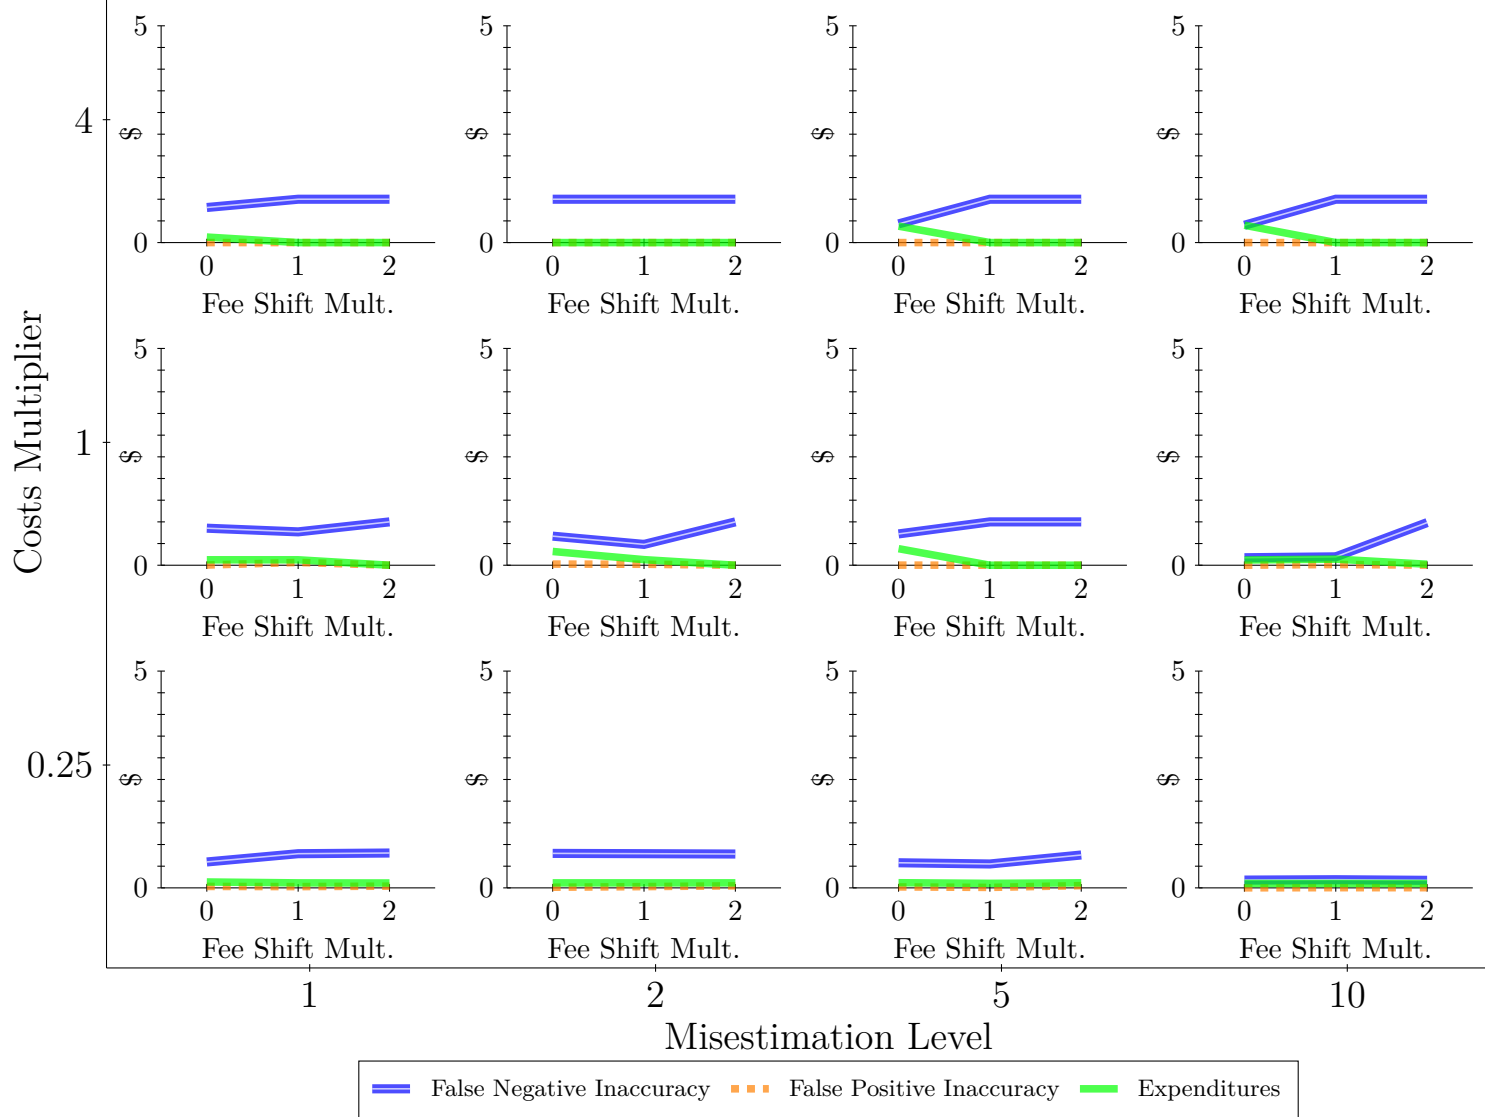 5 5 5 5
4
$ $ $ $
0 0 0 0
0 1 2 0 1 2 0 1 2 0 1 2
Fee Shift Mult. Fee Shift Mult. Fee Shift Mult. Fee Shift Mult.
Costs Multiplier
5 5 5 5
1
$ $ $ $
0 0 0 0
0 1 2 0 1 2 0 1 2 0 1 2
Fee Shift Mult. Fee Shift Mult. Fee Shift Mult. Fee Shift Mult.
5 5 5 5
0.25
$ $ $ $
0 0 0 0
0 1 2 0 1 2 0 1 2 0 1 2
Fee Shift Mult. Fee Shift Mult. Fee Shift Mult. Fee Shift Mult.
1 2 5 10
Misestimation Level
False Negative Inaccuracy False Positive Inaccuracy Expenditures